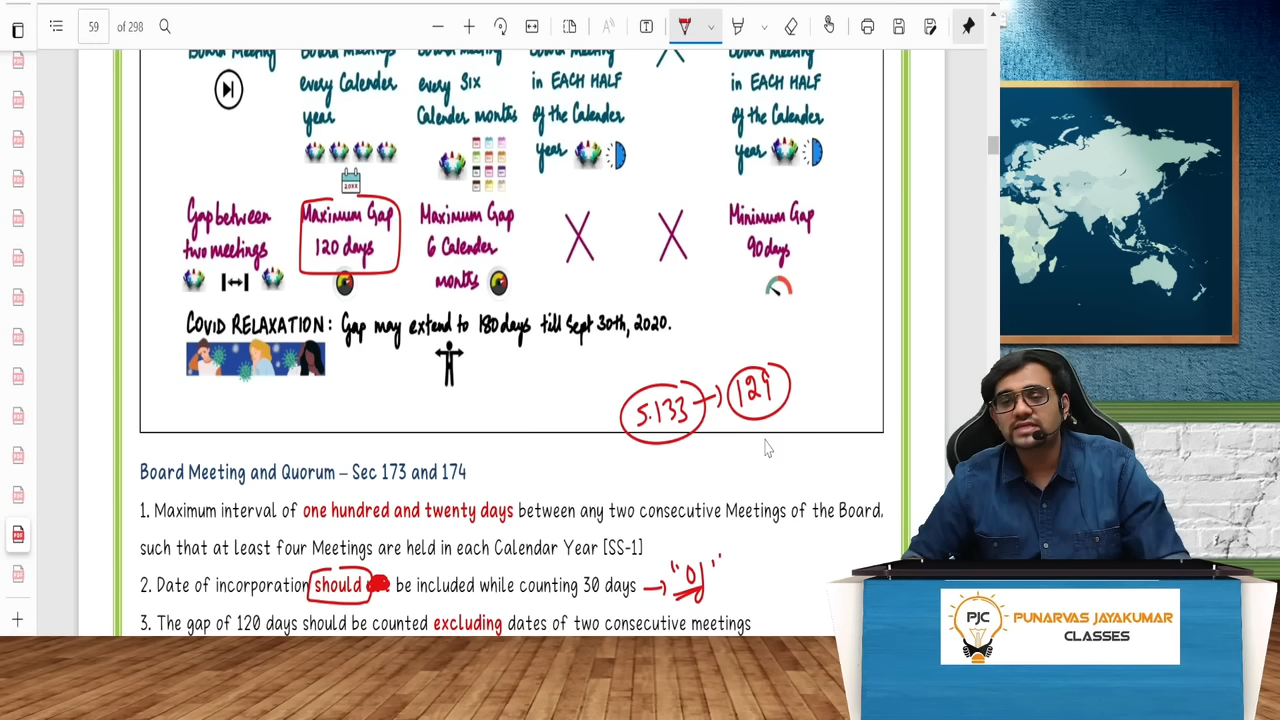 59 of 298
Board Meeting
Board Meetings
every Calender
year
20XX
Board Meeting
every SIX
Calender months
Board Meeting
in EACH HALF
of the Calender
year
Board Meeting
in EACH HALF
of the Calender
year
Gap between
two meetings
Maximum Gap
120 days
Maximum Gap
6 Calender
months
Minimum Gap
90 days
COVID RELAXATION: Gap may extend to 180 days till Sept 30th, 2020.
S.133 → 129
Board Meeting and Quorum – Sec 173 and 174
1. Maximum interval of one hundred and twenty days between any two consecutive Meetings of the Board,
such that at least four Meetings are held in each Calendar Year [SS-1]
2. Date of incorporation should be included while counting 30 days →
3. The gap of 120 days should be counted excluding dates of two consecutive meetings
PJC
PUNARVAS JAYAKUMAR
CLASSES